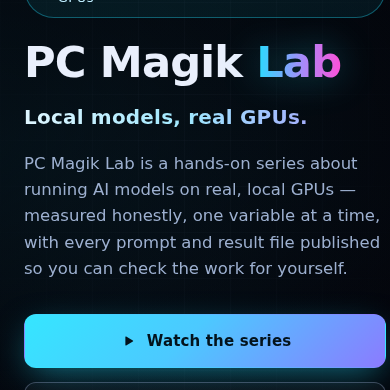 GPUs
PC Magik Lab
Local models, real GPUs.
PC Magik Lab is a hands-on series about
running AI models on real, local GPUs —
measured honestly, one variable at a time,
with every prompt and result file published
so you can check the work for yourself.
Watch the series